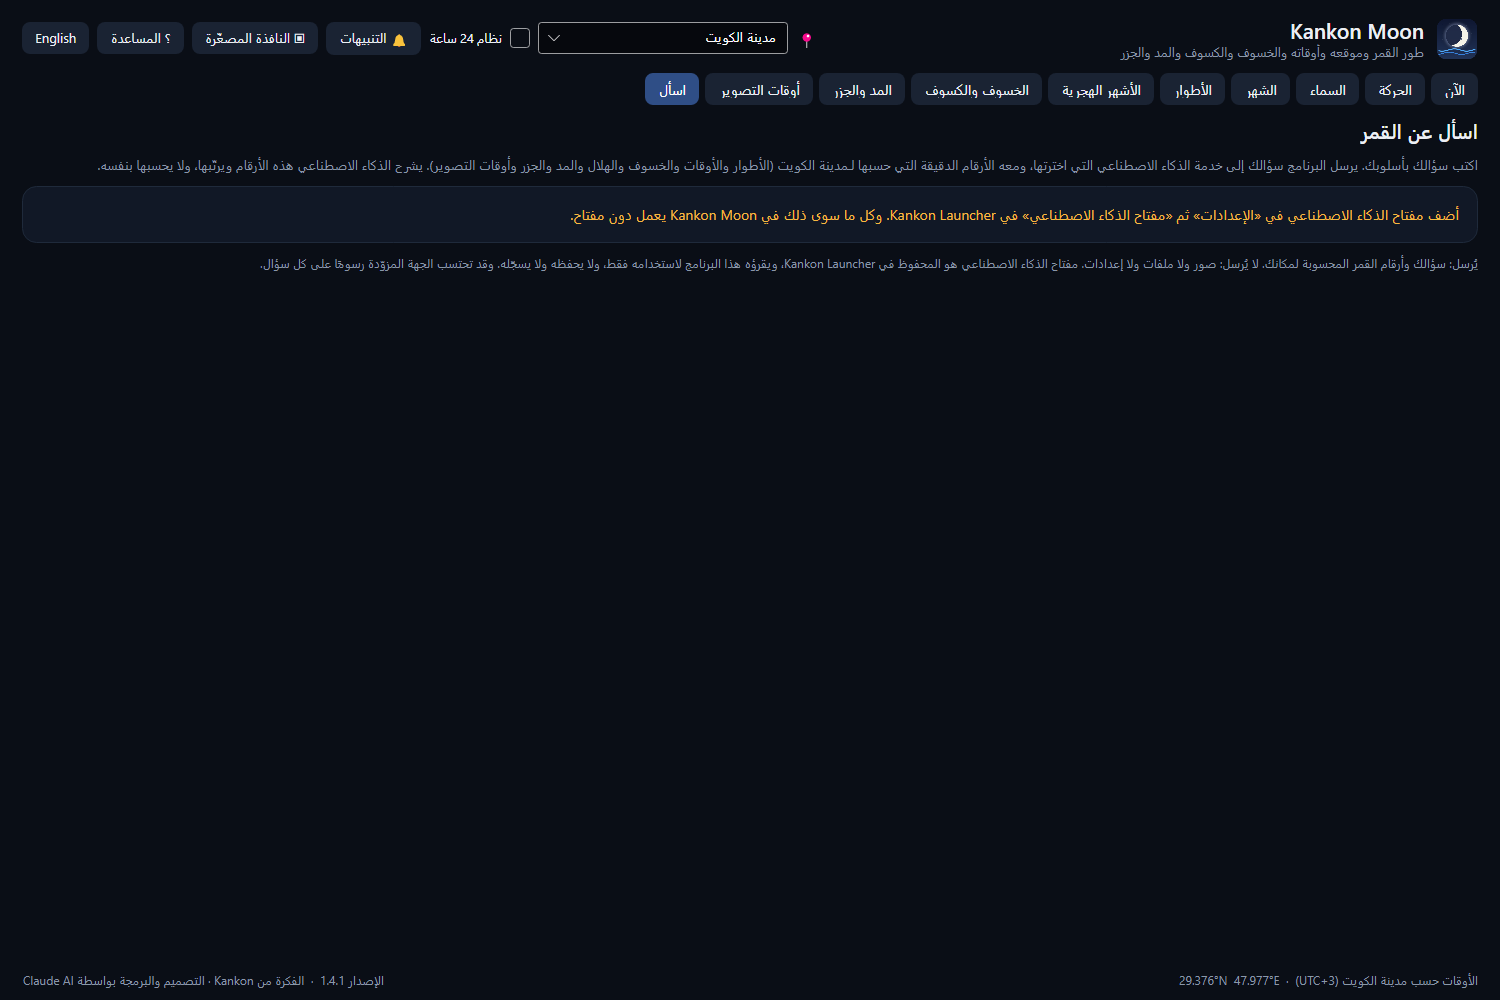 Kankon Moon
طور القمر وموقعه وأوقاته والخسوف والكسوف والمد والجزر
مدينة الكويت
نظام 24 ساعة
التنبيهات
النافذة المصغّرة
؟ المساعدة
English
الآن
الحركة
السماء
الشهر
الأطوار
الأشهر الهجرية
الخسوف والكسوف
المد والجزر
أوقات التصوير
اسأل
اسأل عن القمر
اكتب سؤالك بأسلوبك. يرسل البرنامج سؤالك إلى خدمة الذكاء الاصطناعي التي اخترتها، ومعه الأرقام الدقيقة التي حسبها لـمدينة الكويت (الأطوار والأوقات والخسوف والهلال والمد والجزر وأوقات التصوير). يشرح الذكاء الاصطناعي هذه الأرقام ويرتّبها، ولا يحسبها بنفسه.
أضف مفتاح الذكاء الاصطناعي في «الإعدادات» ثم «مفتاح الذكاء الاصطناعي» في Kankon Launcher. وكل ما سوى ذلك في Kankon Moon يعمل دون مفتاح.
يُرسل: سؤالك وأرقام القمر المحسوبة لمكانك. لا يُرسل: صور ولا ملفات ولا إعدادات. مفتاح الذكاء الاصطناعي هو المحفوظ في Kankon Launcher، ويقرؤه هذا البرنامج لاستخدامه فقط، ولا يحفظه ولا يسجّله. وقد تحتسب الجهة المزوّدة رسومًا على كل سؤال.
الأوقات حسب مدينة الكويت (UTC+3) · 29.376°N 47.977°E
الإصدار 1.4.1 · الفكرة من Kankon · التصميم والبرمجة بواسطة Claude AI